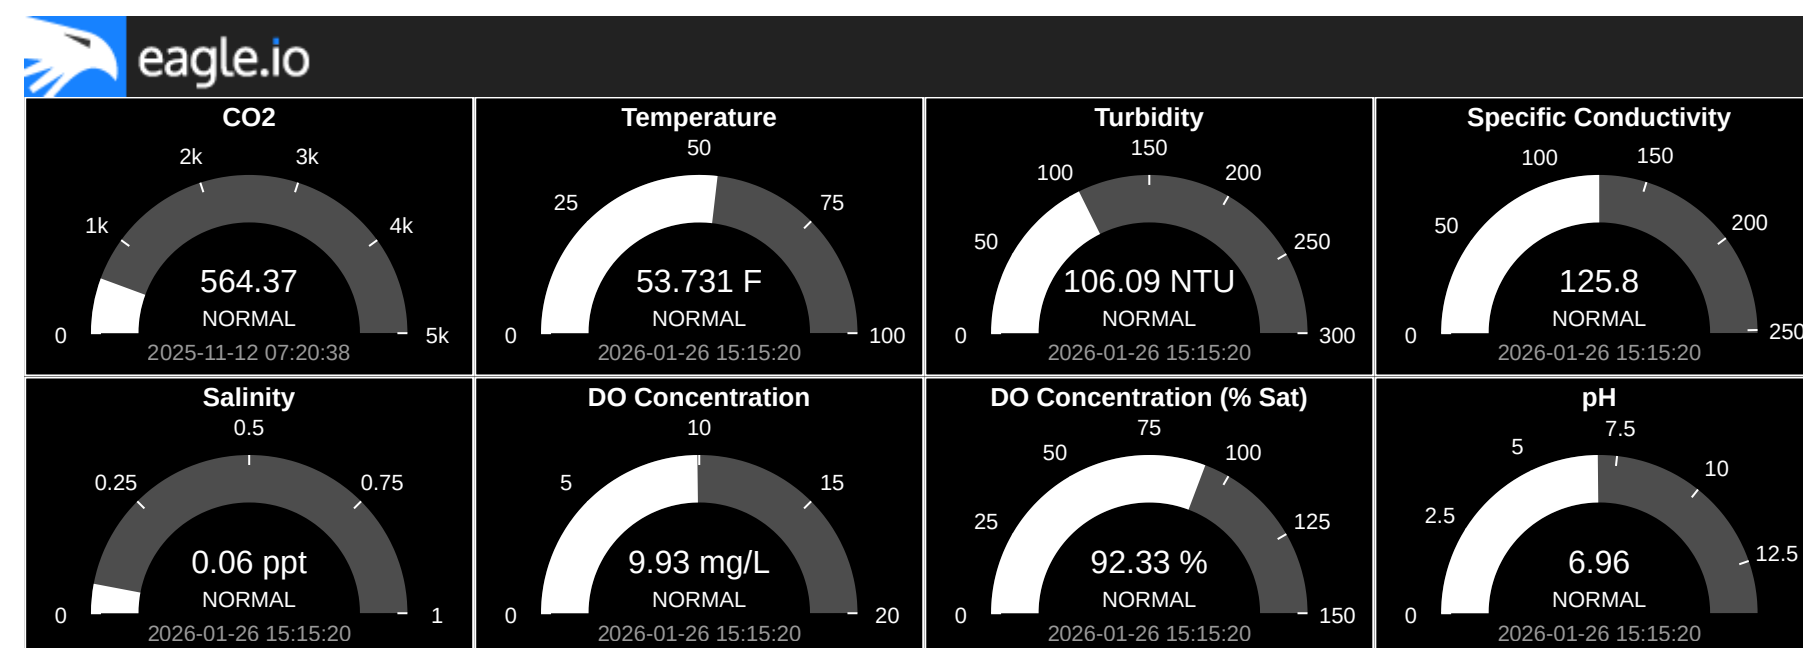 eagle.io
CO2
2k
3k
1k
4k
564.37
NORMAL
0
5k
2025-11-12 07:20:38
Temperature
50
25
75
53.731 F
NORMAL
0
100
2026-01-26 15:15:20
Turbidity
150
100
200
50
250
106.09 NTU
NORMAL
0
300
2026-01-26 15:15:20
Specific Conductivity
100
150
50
200
125.8
NORMAL
0
250
2026-01-26 15:15:20
Salinity
0.5
0.25
0.75
0.06 ppt
NORMAL
0
1
2026-01-26 15:15:20
DO Concentration
10
5
15
9.93 mg/L
NORMAL
0
20
2026-01-26 15:15:20
DO Concentration (% Sat)
75
50
100
25
125
92.33 %
NORMAL
0
150
2026-01-26 15:15:20
pH
7.5
5
10
2.5
12.5
6.96
NORMAL
0
2026-01-26 15:15:20